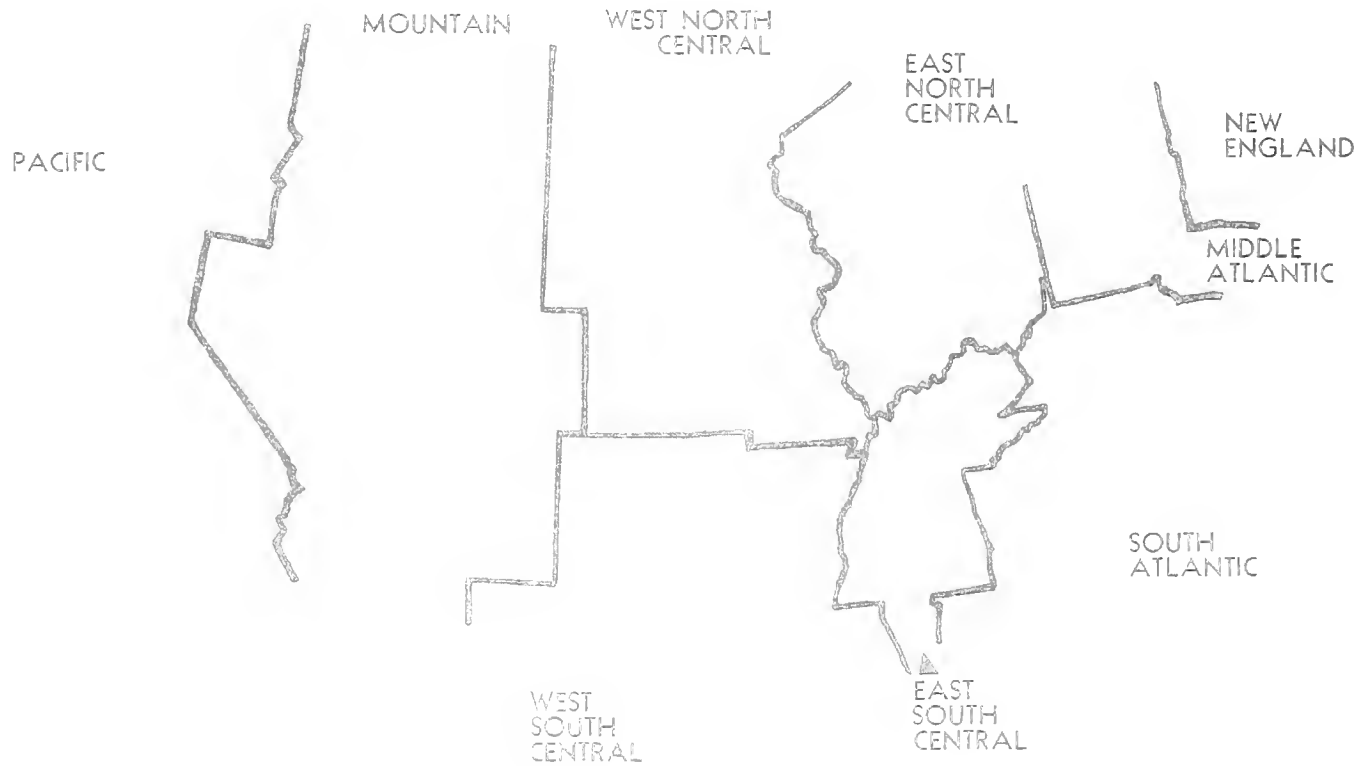 MOUNTAIN
WEST NORTH
CENTRAL
EAST
NORTH
CENTRAL
NEW
ENGLAND
PACIFIC
MIDDLE
ATLANTIC
SOUTH
ATLANTIC
WEST
SOUTH
CENTRAL
EAST
SOUTH
CENTRAL